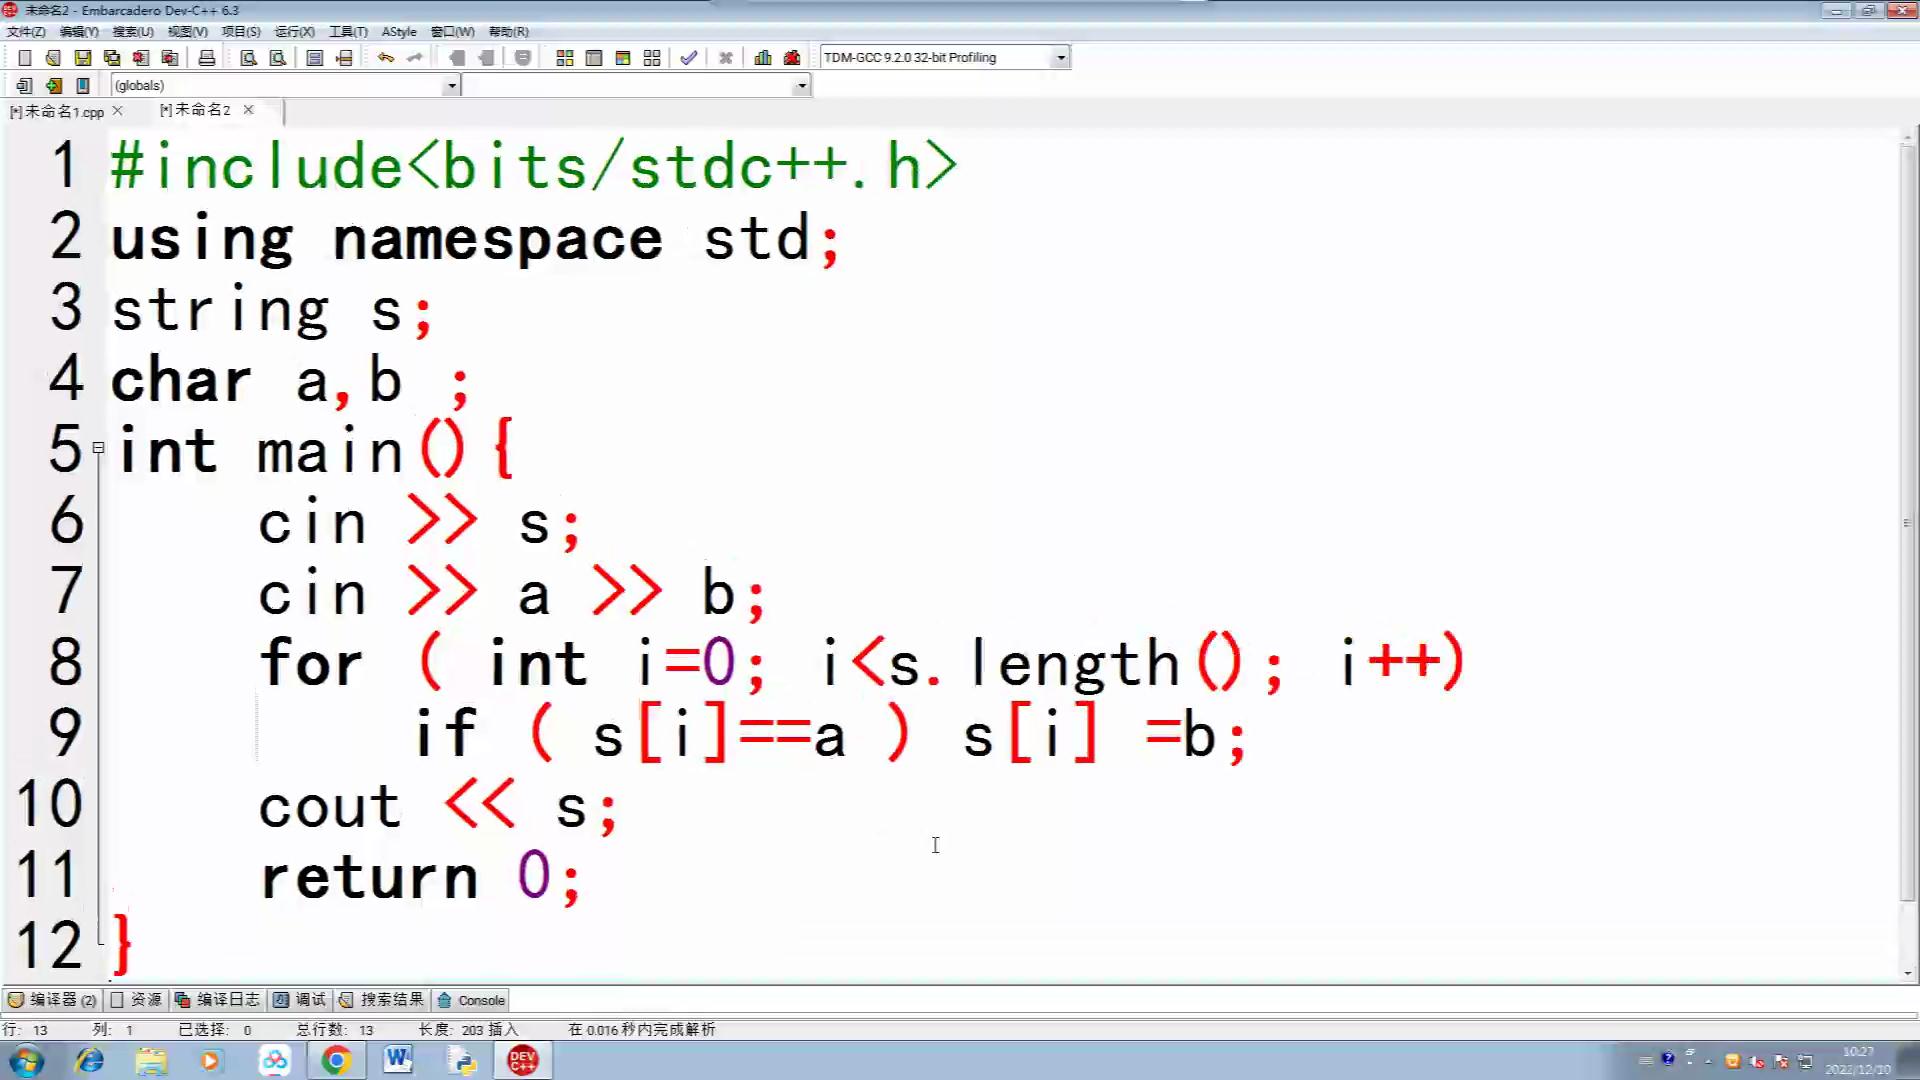 未命名2 - Embarcadero Dev-C++ 6.3
文件(Z) 编辑(Y) 搜索(U) 视图(V) 项目(S) 运行(X) 工具(T) AStyle 窗口(W) 帮助(R)
TDM-GCC 9.2.0 32-bit Profiling
(globals)
[*] 未命名1.cpp [*] 未命名2
1 #include<bits/stdc++.h>
2 using namespace std;
3 string s;
4 char a,b ;
5 int main(){
6 cin >> s;
7 cin >> a >> b;
8 for ( int i=0; i<s.length(); i++)
9 if ( s[i]==a ) s[i] =b;
10 cout << s;
11 return 0;
12 }
编译器 (2) 资源 编译日志 调试 搜索结果 Console
行: 13 列: 1 已选择: 0 总行数: 13 长度: 203 插入 在 0.016 秒内完成解析
DEV C++
10:27
2022/12/10